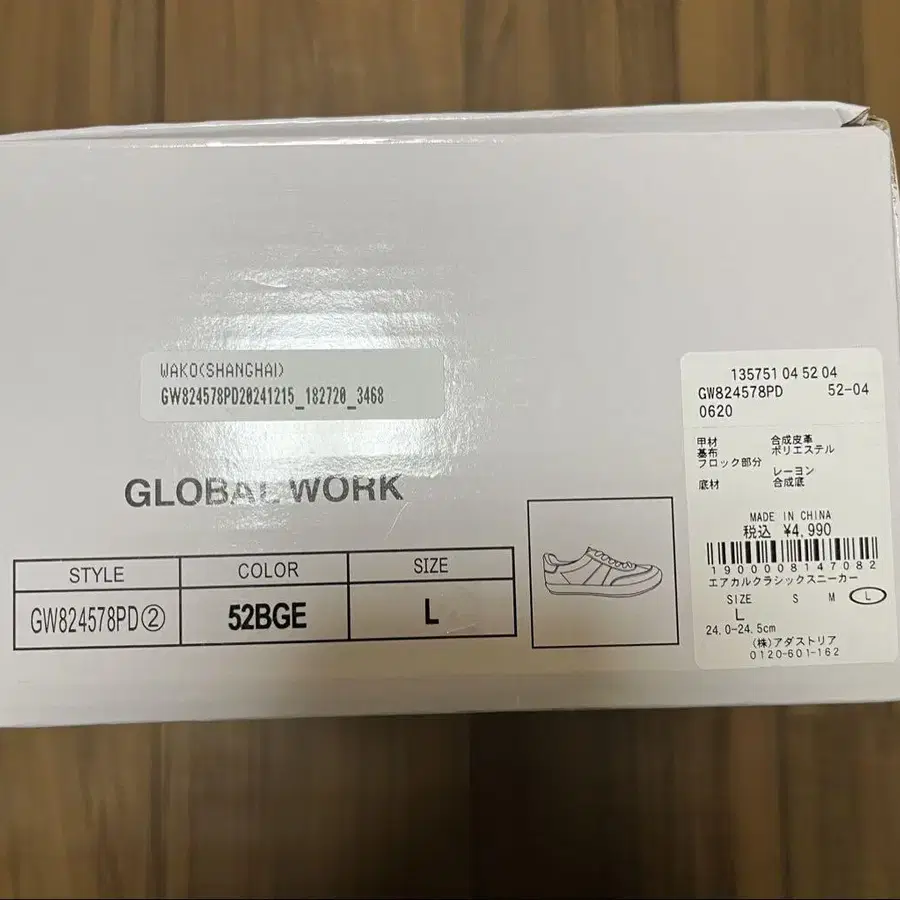 WAKO(SHANGHAI)
GW824578PD20241215_182720_3468
GLOBAL WORK
STYLE COLOR SIZE
GW824578PD② 52BGE L
135751 04 52 04
GW824578PD 52-04
0620
甲材 合成皮革
基布 ポリエステル
フロック部分
レーヨン
底材 合成底
MADE IN CHINA
税込 ¥4,990
1900008147082
エアカルクラシックスニーカー
SIZE S M L
L
24.0-24.5cm
(株)アダストリア
0120-601-162